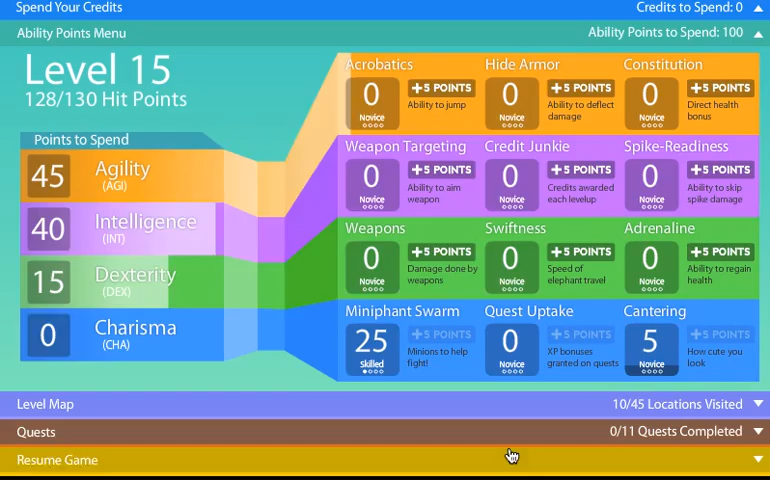 Spend Your Credits
Credits to Spend: 0
Ability Points Menu
Ability Points to Spend: 100
Level 15
128/130 Hit Points
Points to Spend
45
Agility
(AGI)
40
Intelligence
(INT)
15
Dexterity
(DEX)
0
Charisma
(CHA)
Acrobatics
0
Novice
+5 POINTS
Ability to jump
Hide Armor
0
Novice
+5 POINTS
Ability to deflect
damage
Constitution
0
Novice
+5 POINTS
Direct health
bonus
Weapon Targeting
0
Novice
+5 POINTS
Ability to aim
weapon
Credit Junkie
0
Novice
+5 POINTS
Credits awarded
each levelup
Spike-Readiness
0
Novice
+5 POINTS
Ability to skip
spike damage
Weapons
0
Novice
+5 POINTS
Damage done by
weapons
Swiftness
0
Novice
+5 POINTS
Speed of
elephant travel
Adrenaline
0
Novice
+5 POINTS
Ability to regain
health
Miniphant Swarm
25
Skilled
+5 POINTS
Minions to help
fight!
Quest Uptake
0
Novice
+5 POINTS
XP bonuses
granted on quests
Cantering
5
Novice
+5 POINTS
How cute you
look
Level Map
10/45 Locations Visited
Quests
0/11 Quests Completed
Resume Game